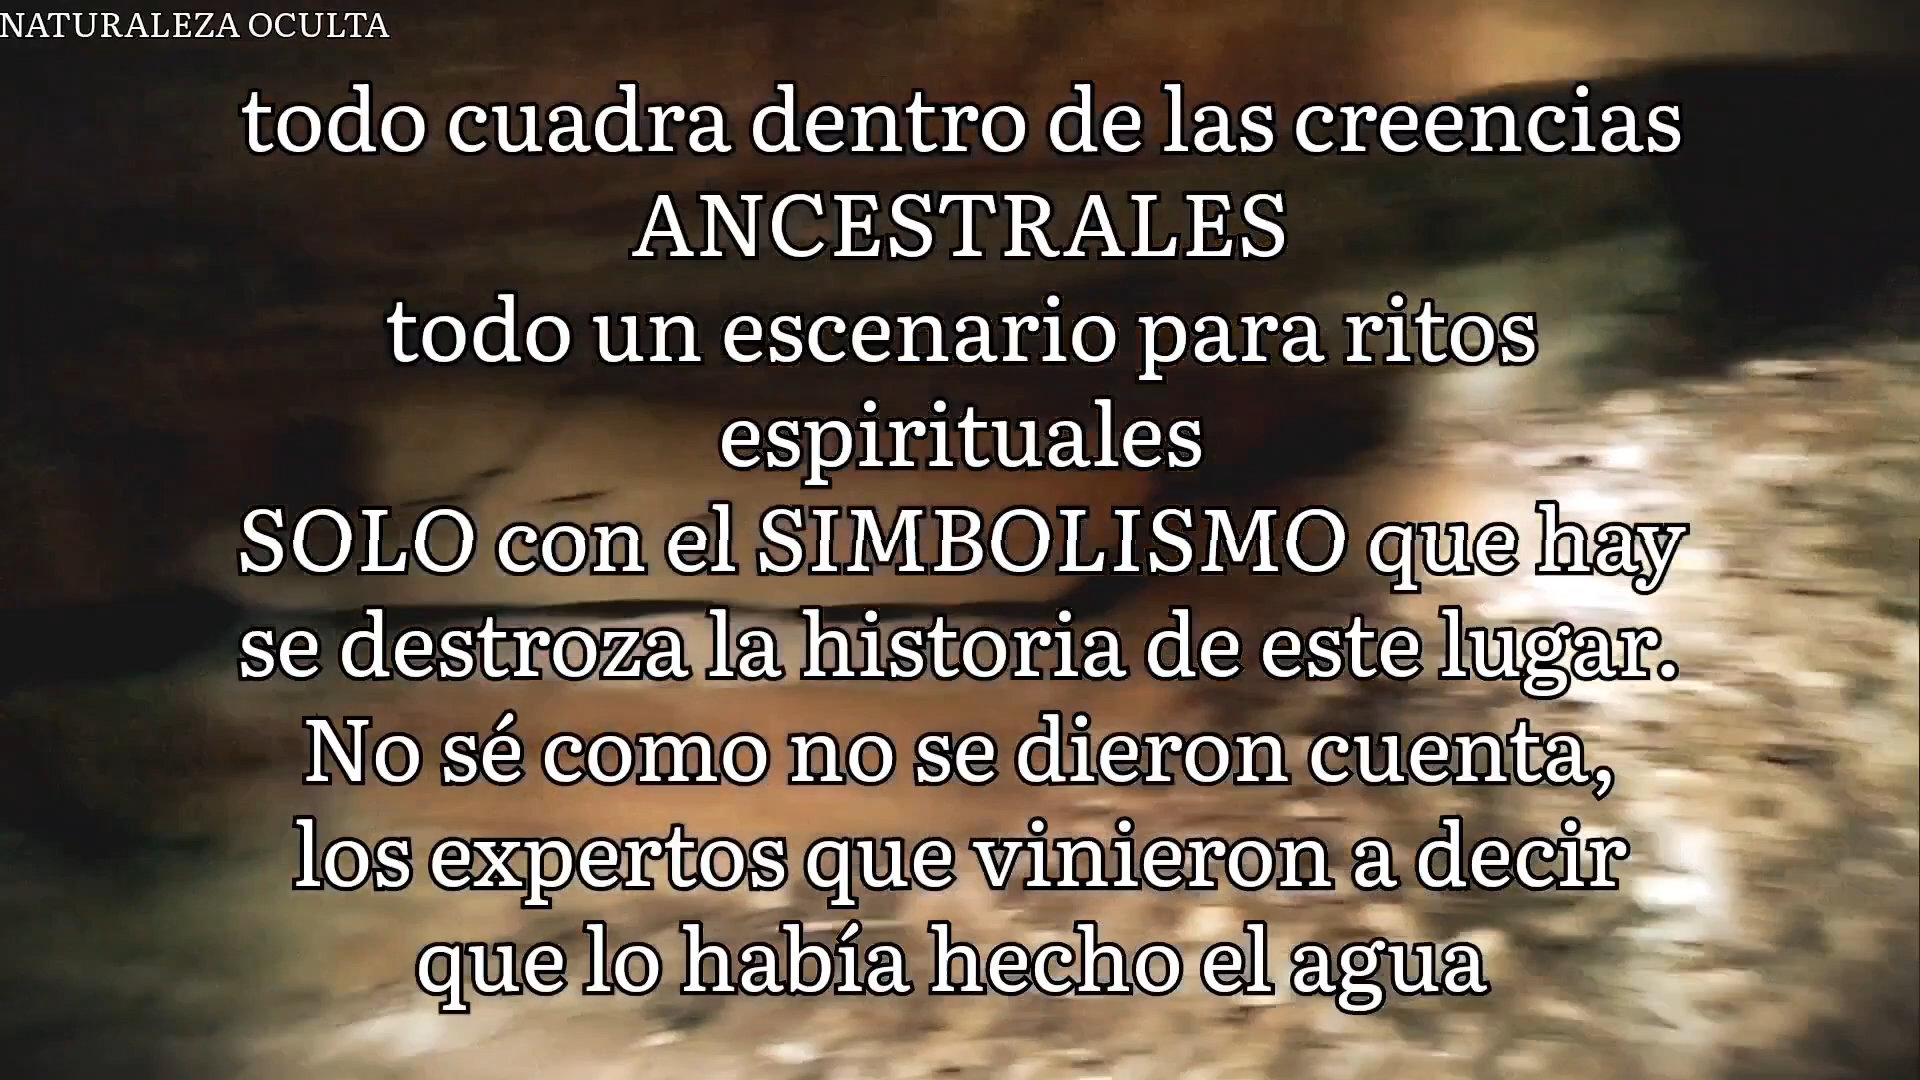 NATURALEZA OCULTA
todo cuadra dentro de las creencias
ANCESTRALES
todo un escenario para ritos
espirituales
SOLO con el SIMBOLISMO que hay
se destroza la historia de este lugar.
No sé como no se dieron cuenta,
los expertos que vinieron a decir
que lo había hecho el agua